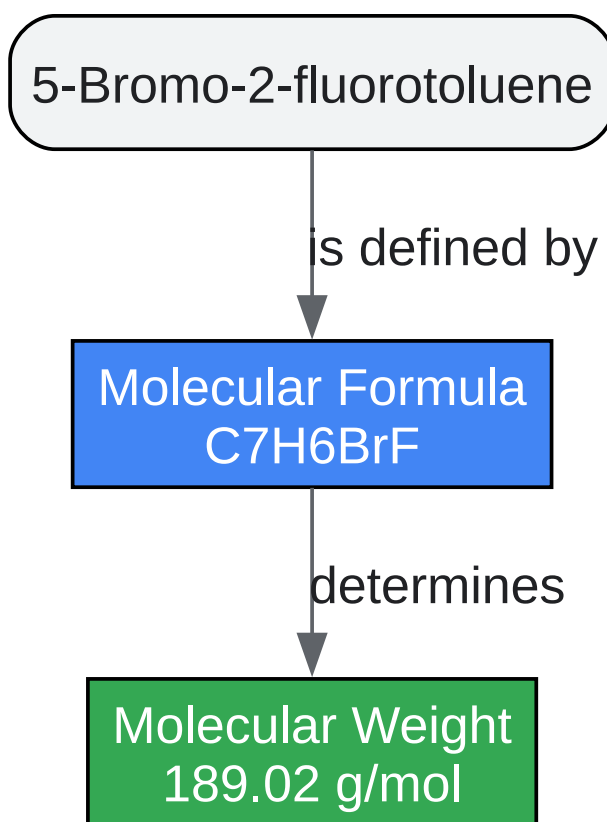 5-Bromo-2-fluorotoluene
is defined by
Molecular Formula
C7H6BrF
determines
Molecular Weight
189.02 g/mol